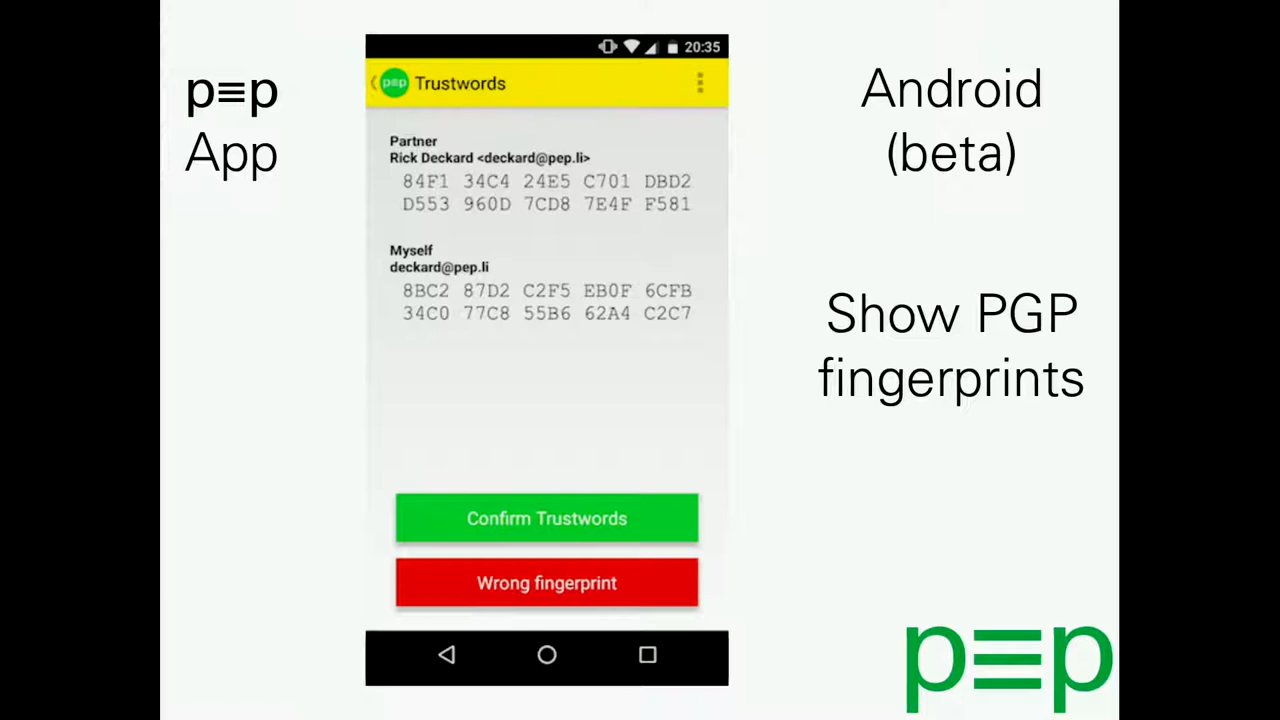 p≡p
App
20:35
p≡p Trustwords
Partner
Rick Deckard <deckard@pep.li>
84F1 34C4 24E5 C701 DBD2
D553 960D 7CD8 7E4F F581
Myself
deckard@pep.li
8BC2 87D2 C2F5 EB0F 6CFB
34C0 77C8 55B6 62A4 C2C7
Confirm Trustwords
Wrong fingerprint
Android
(beta)
Show PGP
fingerprints
p≡p